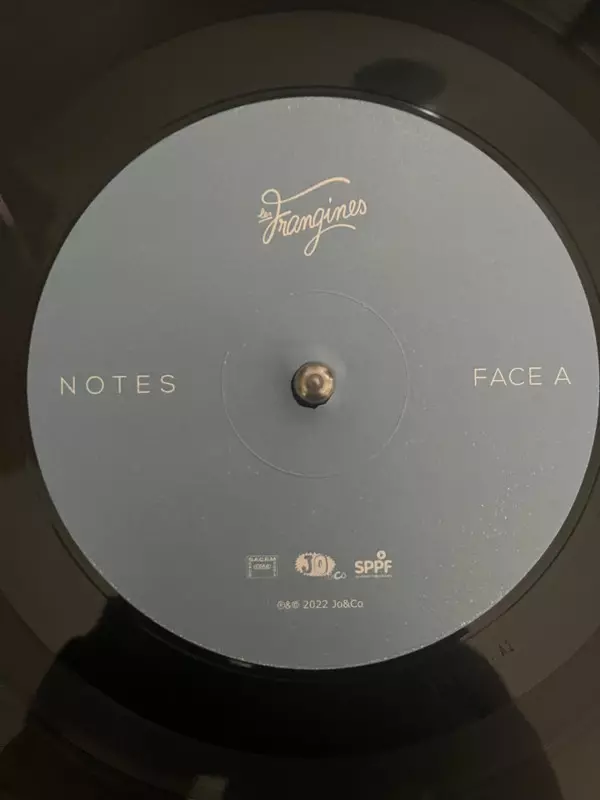 les Frangines
NOTES
FACE A
SACEM
JO &Co
SPPF
℗&© 2022 Jo&Co